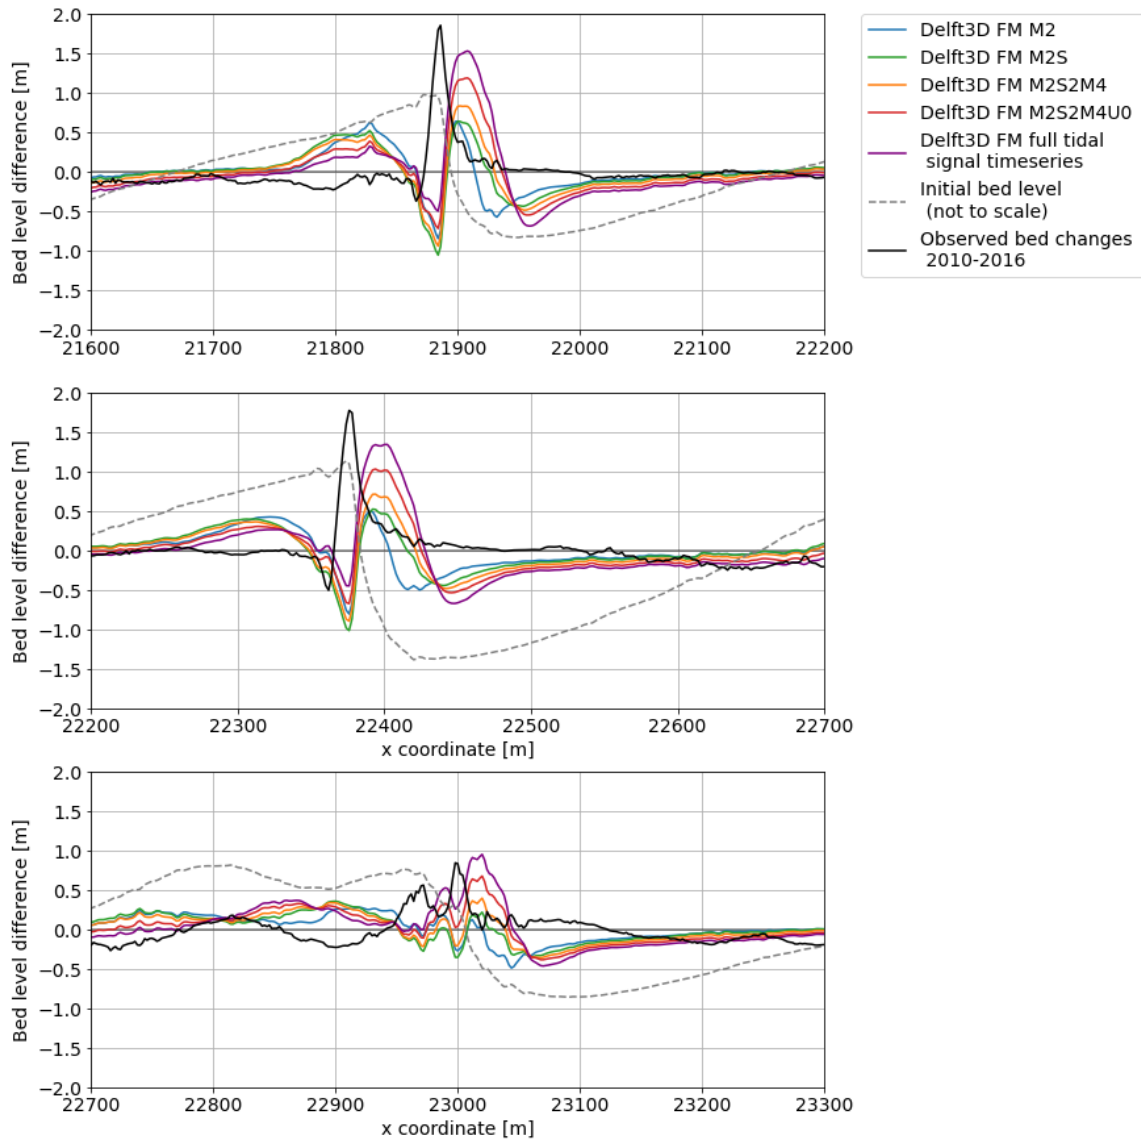 2.0
1.5
1.0
0.5
0.0
−0.5
−1.0
−1.5
−2.0
Bed level difference [m]
21600 21700 21800 21900 22000 22100 22200
Delft3D FM M2
Delft3D FM M2S
Delft3D FM M2S2M4
Delft3D FM M2S2M4U0
Delft3D FM full tidal
signal timeseries
Initial bed level
(not to scale)
Observed bed changes
2010-2016
2.0
1.5
1.0
0.5
0.0
−0.5
−1.0
−1.5
−2.0
Bed level difference [m]
22200 22300 22400 22500 22600 22700
x coordinate [m]
2.0
1.5
1.0
0.5
0.0
−0.5
−1.0
−1.5
−2.0
Bed level difference [m]
22700 22800 22900 23000 23100 23200 23300
x coordinate [m]